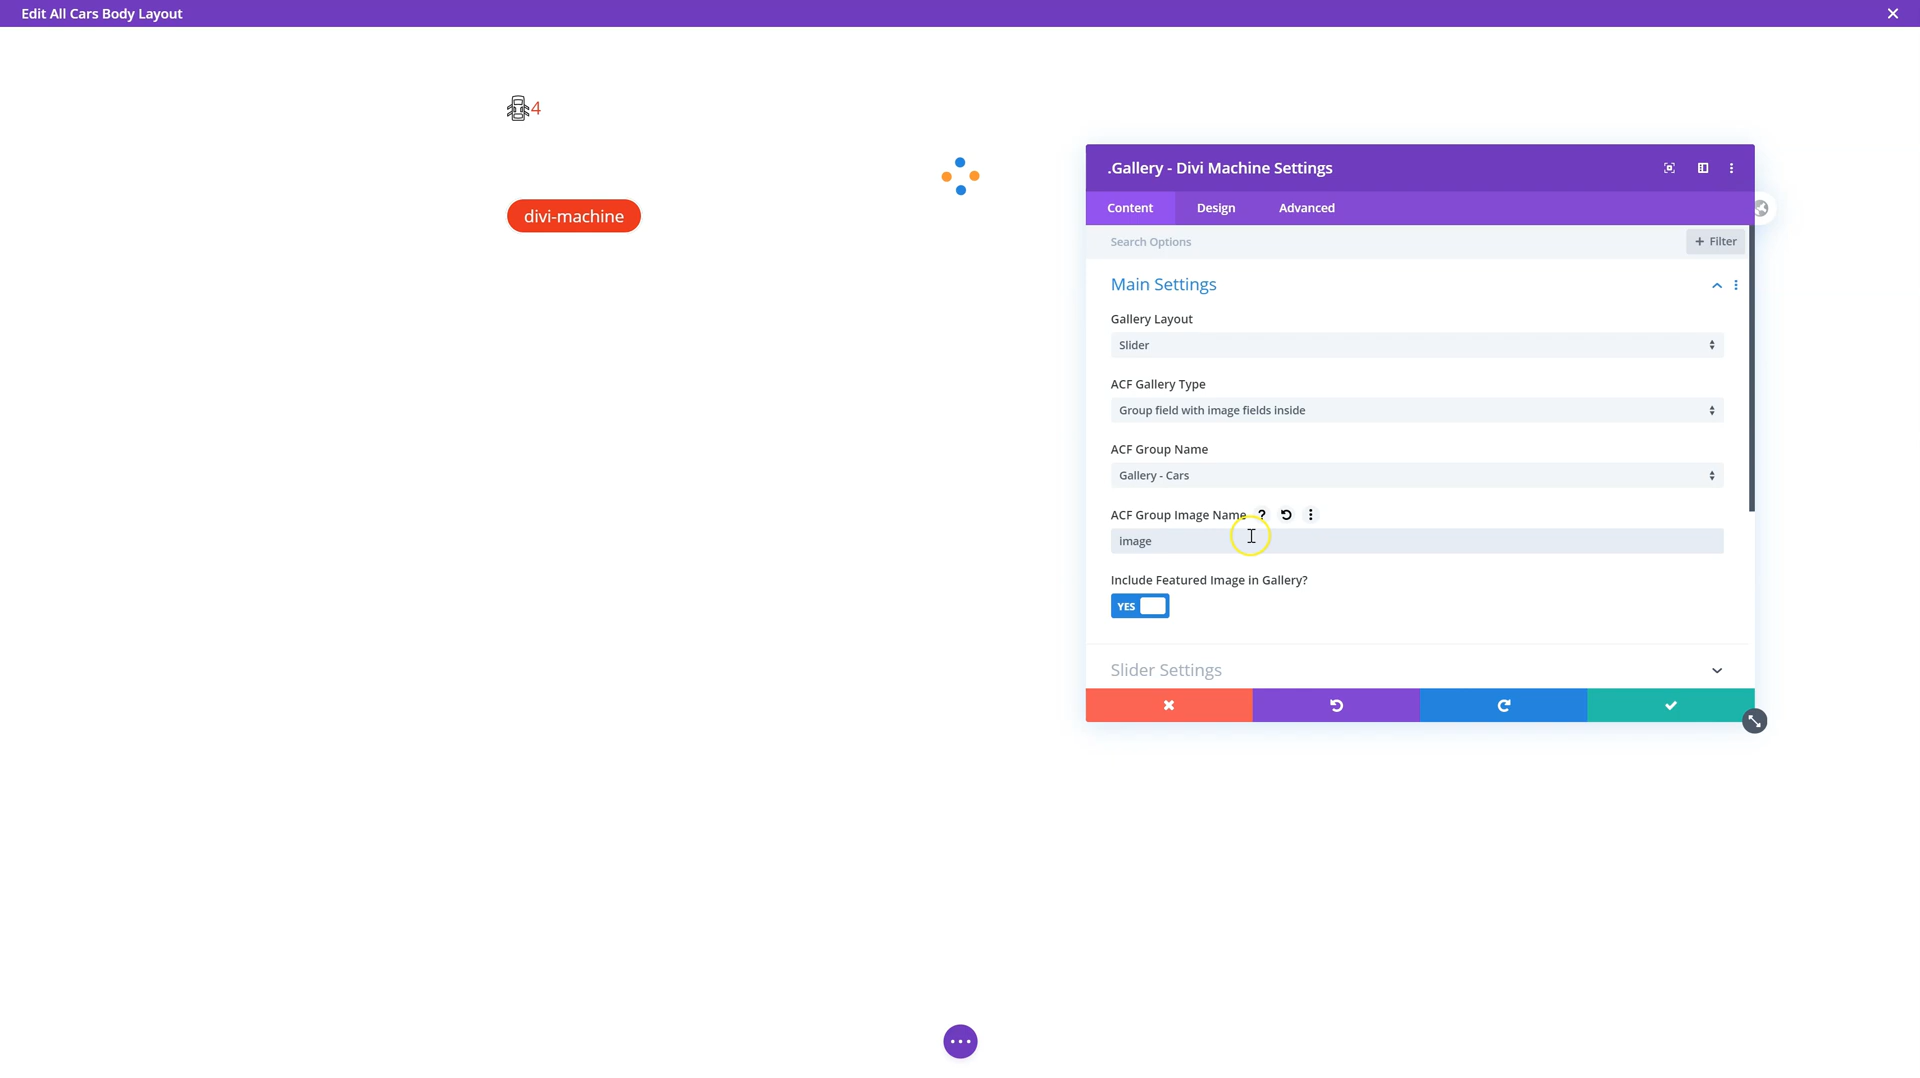 Edit All Cars Body Layout
4
divi-machine
.Gallery - Divi Machine Settings
Content Design Advanced
Search Options
+ Filter
Main Settings
Gallery Layout
Slider
ACF Gallery Type
Group field with image fields inside
ACF Group Name
Gallery - Cars
ACF Group Image Name ?
image
Include Featured Image in Gallery?
YES
Slider Settings